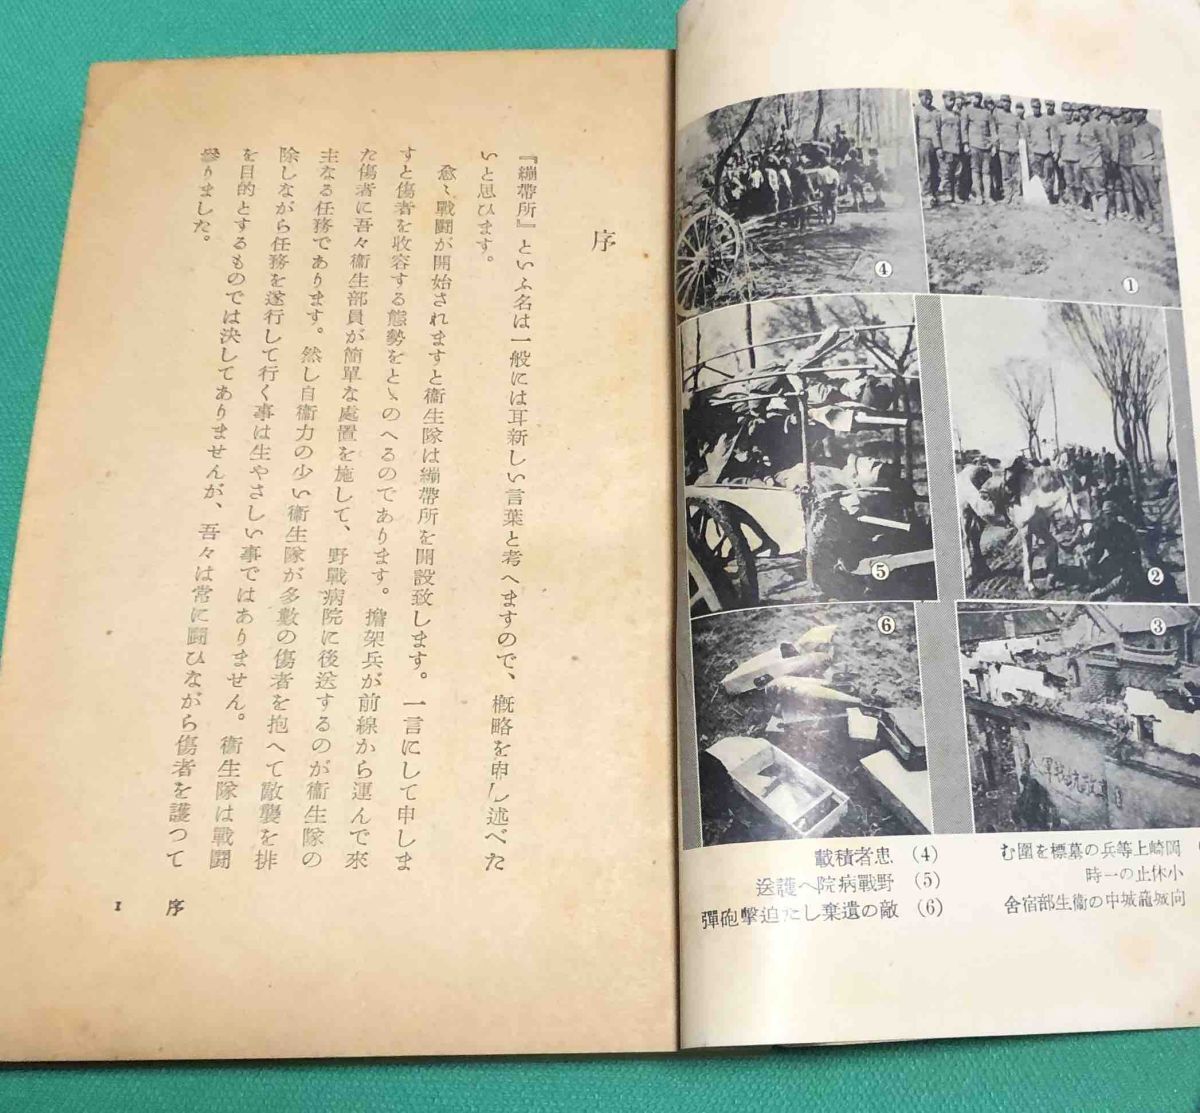 序
『繃帶所』といふ名は一般には耳新しい言葉と考へますので、概略を申し述べた
いと思ひます。
愈〻戰鬪が開始されますと衞生隊は繃帶所を開設致します。一言にして申しま
すと傷者を收容する態勢をとゝのへるのであります。擔架兵が前線から運んで來
た傷者に吾々衞生部員が簡單な處置を施して、野戰病院に後送するのが衞生隊の
主なる任務であります。然し自衞力の少い衞生隊が多數の傷者を抱へて敵襲を排
除しながら任務を遂行して行く事は生やさしい事ではありません。衞生隊は戰鬪
を目的とするものでは決してありませんが、吾々は常に鬪ひながら傷者を護つて
參りました。
序 1
①
②
③
④
⑤
⑥
岡崎上等兵の墓標を圍む
小休止の一時
向城籠城中の衞生部宿舍
(4) 患者積載
(5) 野戰病院へ護送
(6) 敵の遺棄した迫擊砲彈